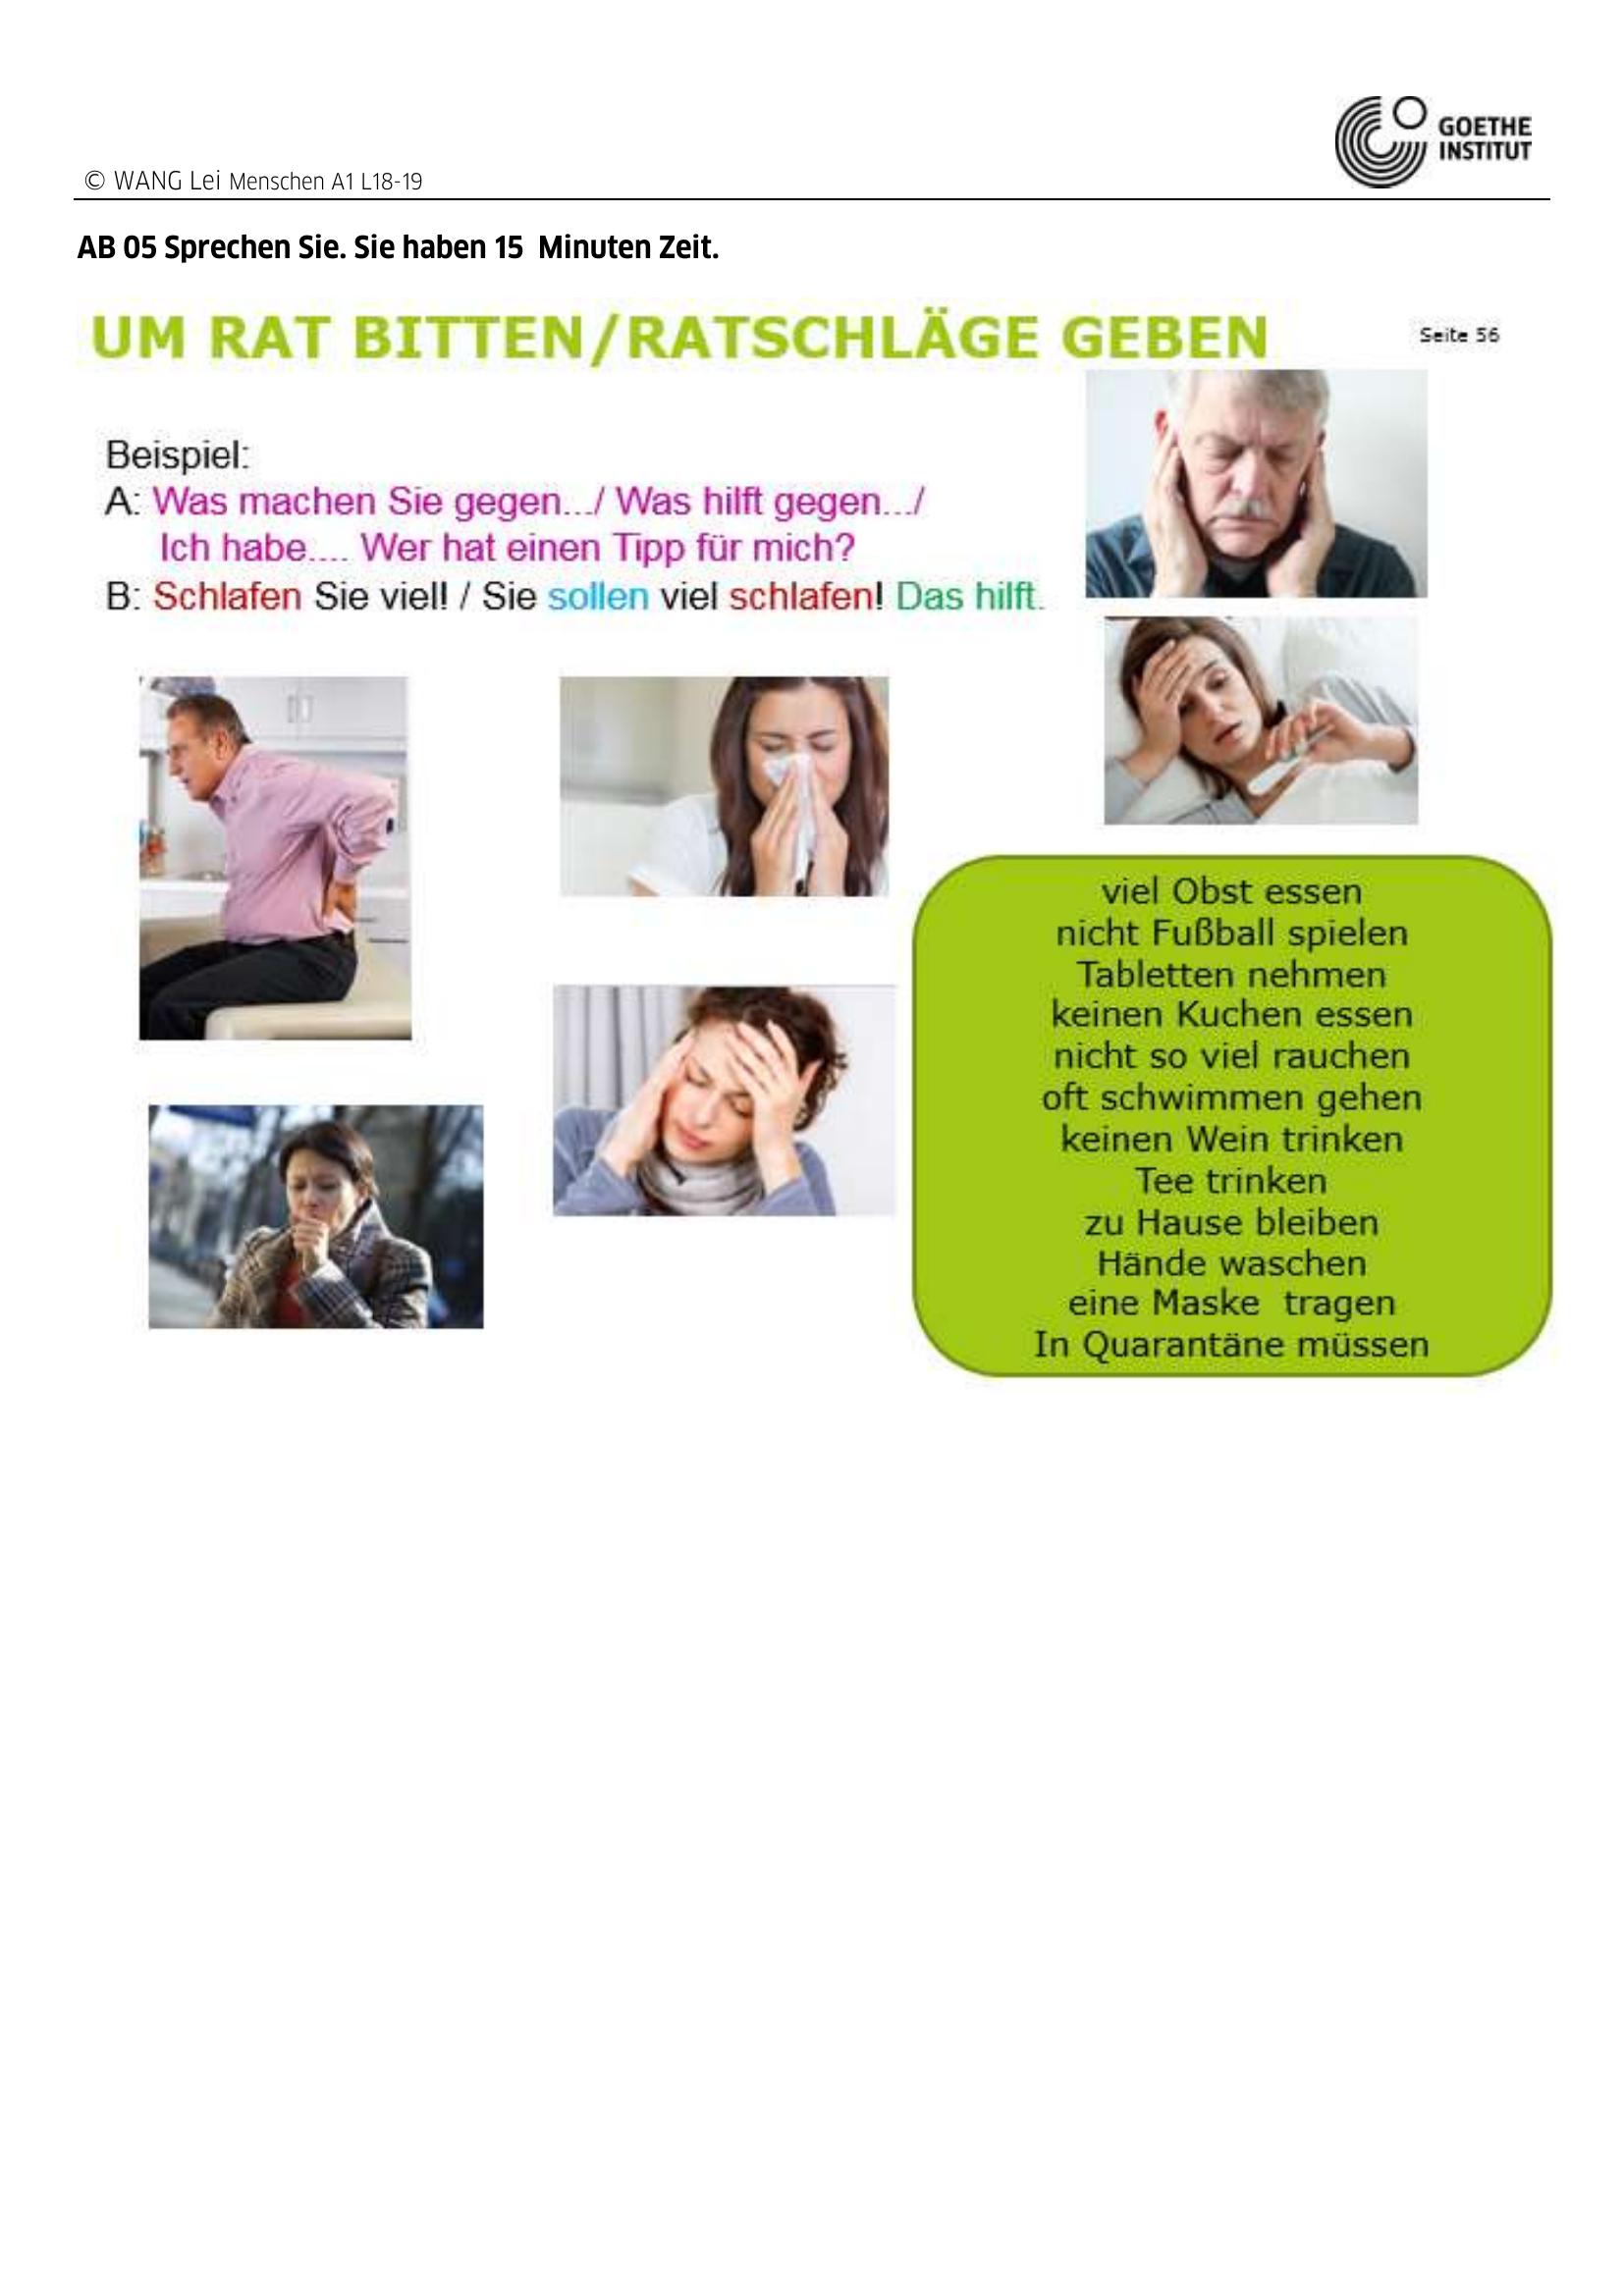 GOETHE
INSTITUT
© WANG Lei Menschen A1 L18-19
AB 05 Sprechen Sie. Sie haben 15  Minuten Zeit.
UM RAT BITTEN/RATSCHLÄGE GEBEN
Seite 56
Beispiel:
A: Was machen Sie gegen.../ Was hilft gegen.../
Ich habe.... Wer hat einen Tipp für mich?
B: Schlafen Sie viel! / Sie sollen viel schlafen! Das hilft.
viel Obst essen
nicht Fußball spielen
Tabletten nehmen
keinen Kuchen essen
nicht so viel rauchen
oft schwimmen gehen
keinen Wein trinken
Tee trinken
zu Hause bleiben
Hände waschen
eine Maske  tragen
In Quarantäne müssen